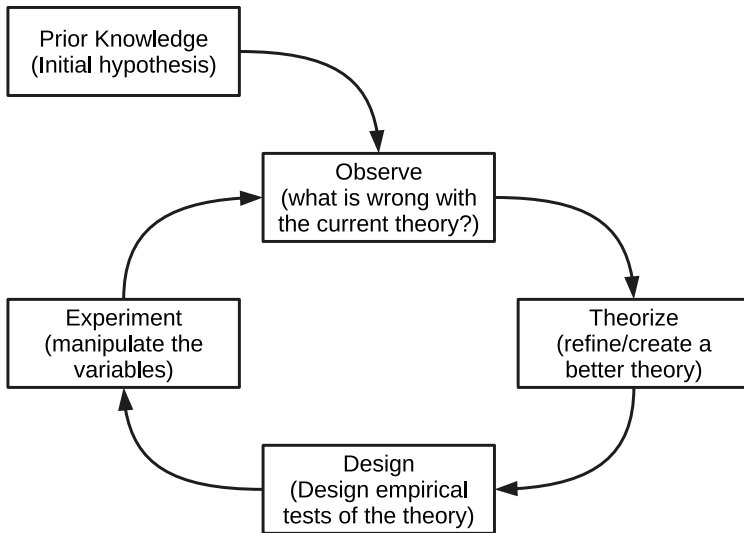 Prior Knowledge
(Initial hypothesis)
Observe
(what is wrong with
the current theory?)
Experiment
(manipulate the
variables)
Theorize
(refine/create a
better theory)
Design
(Design empirical
tests of the theory)